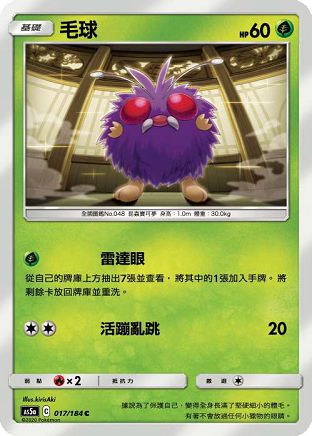 基礎 毛球 HP60
全國圖鑑No.048 昆蟲寶可夢 身高：1.0m 體重：30.0kg
雷達眼
從自己的牌庫上方抽出7張並查看，將其中的1張加入手牌。將
剩餘卡放回牌庫並重洗。
活蹦亂跳 20
弱點 ×2 抵抗力 撤退
Illus.kirisAki
AS5a C 017/184 C
©2020 Pokémon
據說為了保護自己，變得全身長滿了堅硬細小的體毛。
有著不會放過任何小獵物的眼睛。